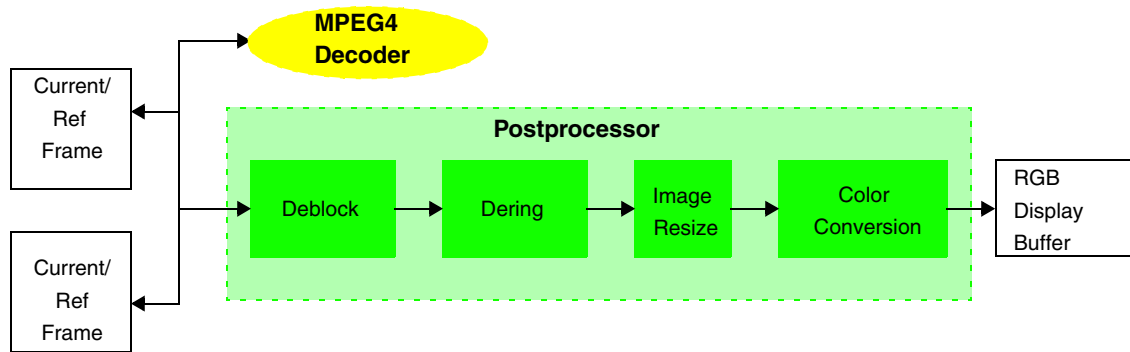 MPEG4
Decoder
Current/
Ref
Frame
Postprocessor
Deblock
Dering
Image
Resize
Color
Conversion
RGB
Display
Buffer
Current/
Ref
Frame